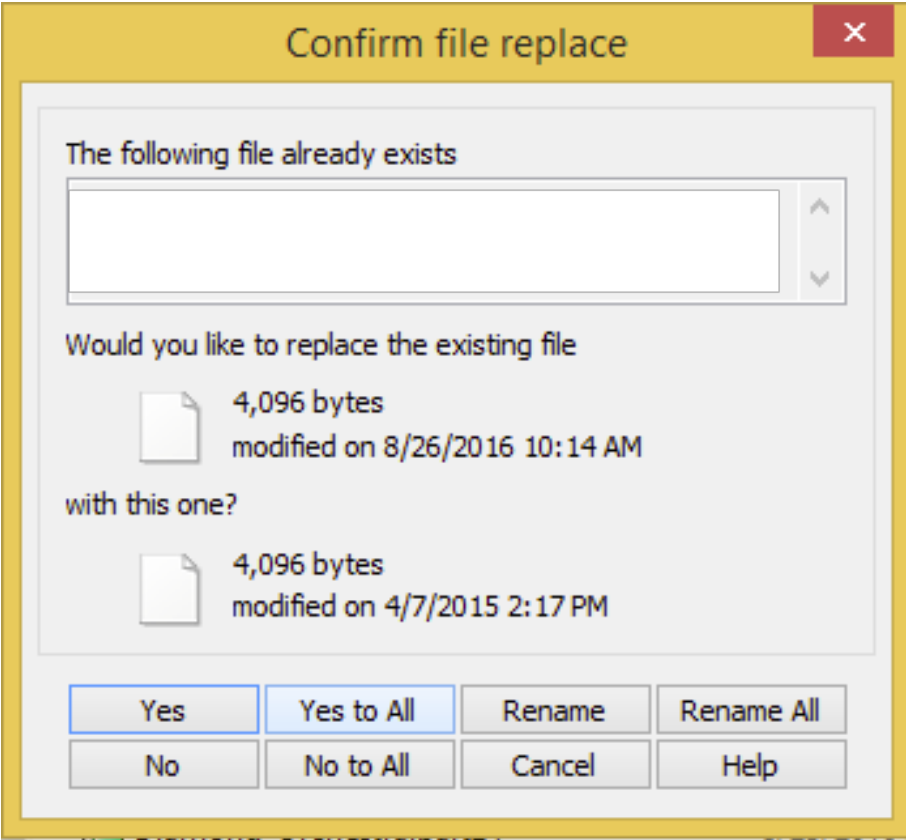 Confirm file replace
The following file already exists
Would you like to replace the existing file
4,096 bytes
modified on 8/26/2016 10:14 AM
with this one?
4,096 bytes
modified on 4/7/2015 2:17 PM
Yes
Yes to All
Rename
Rename All
No
No to All
Cancel
Help